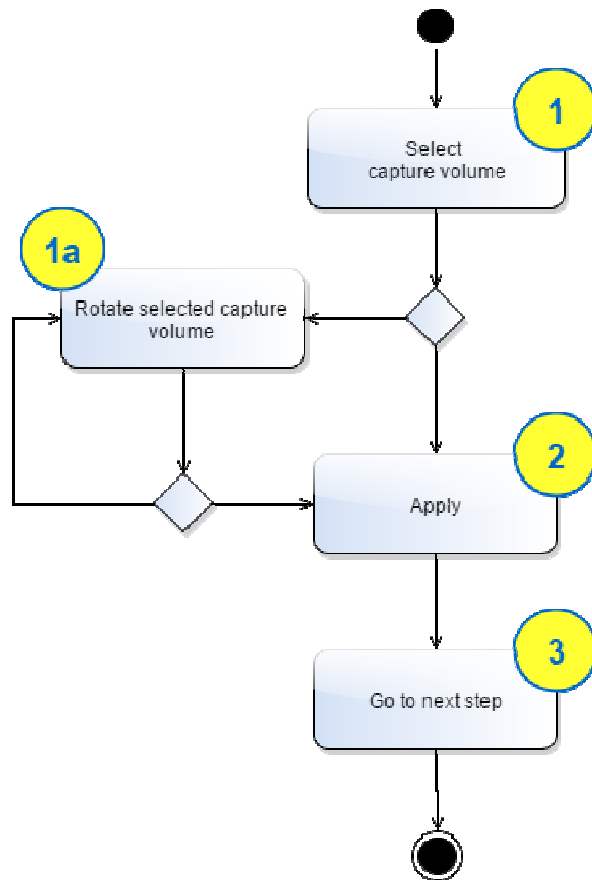 1
Select
capture volume
1a
Rotate selected capture
volume
2
Apply
3
Go to next step